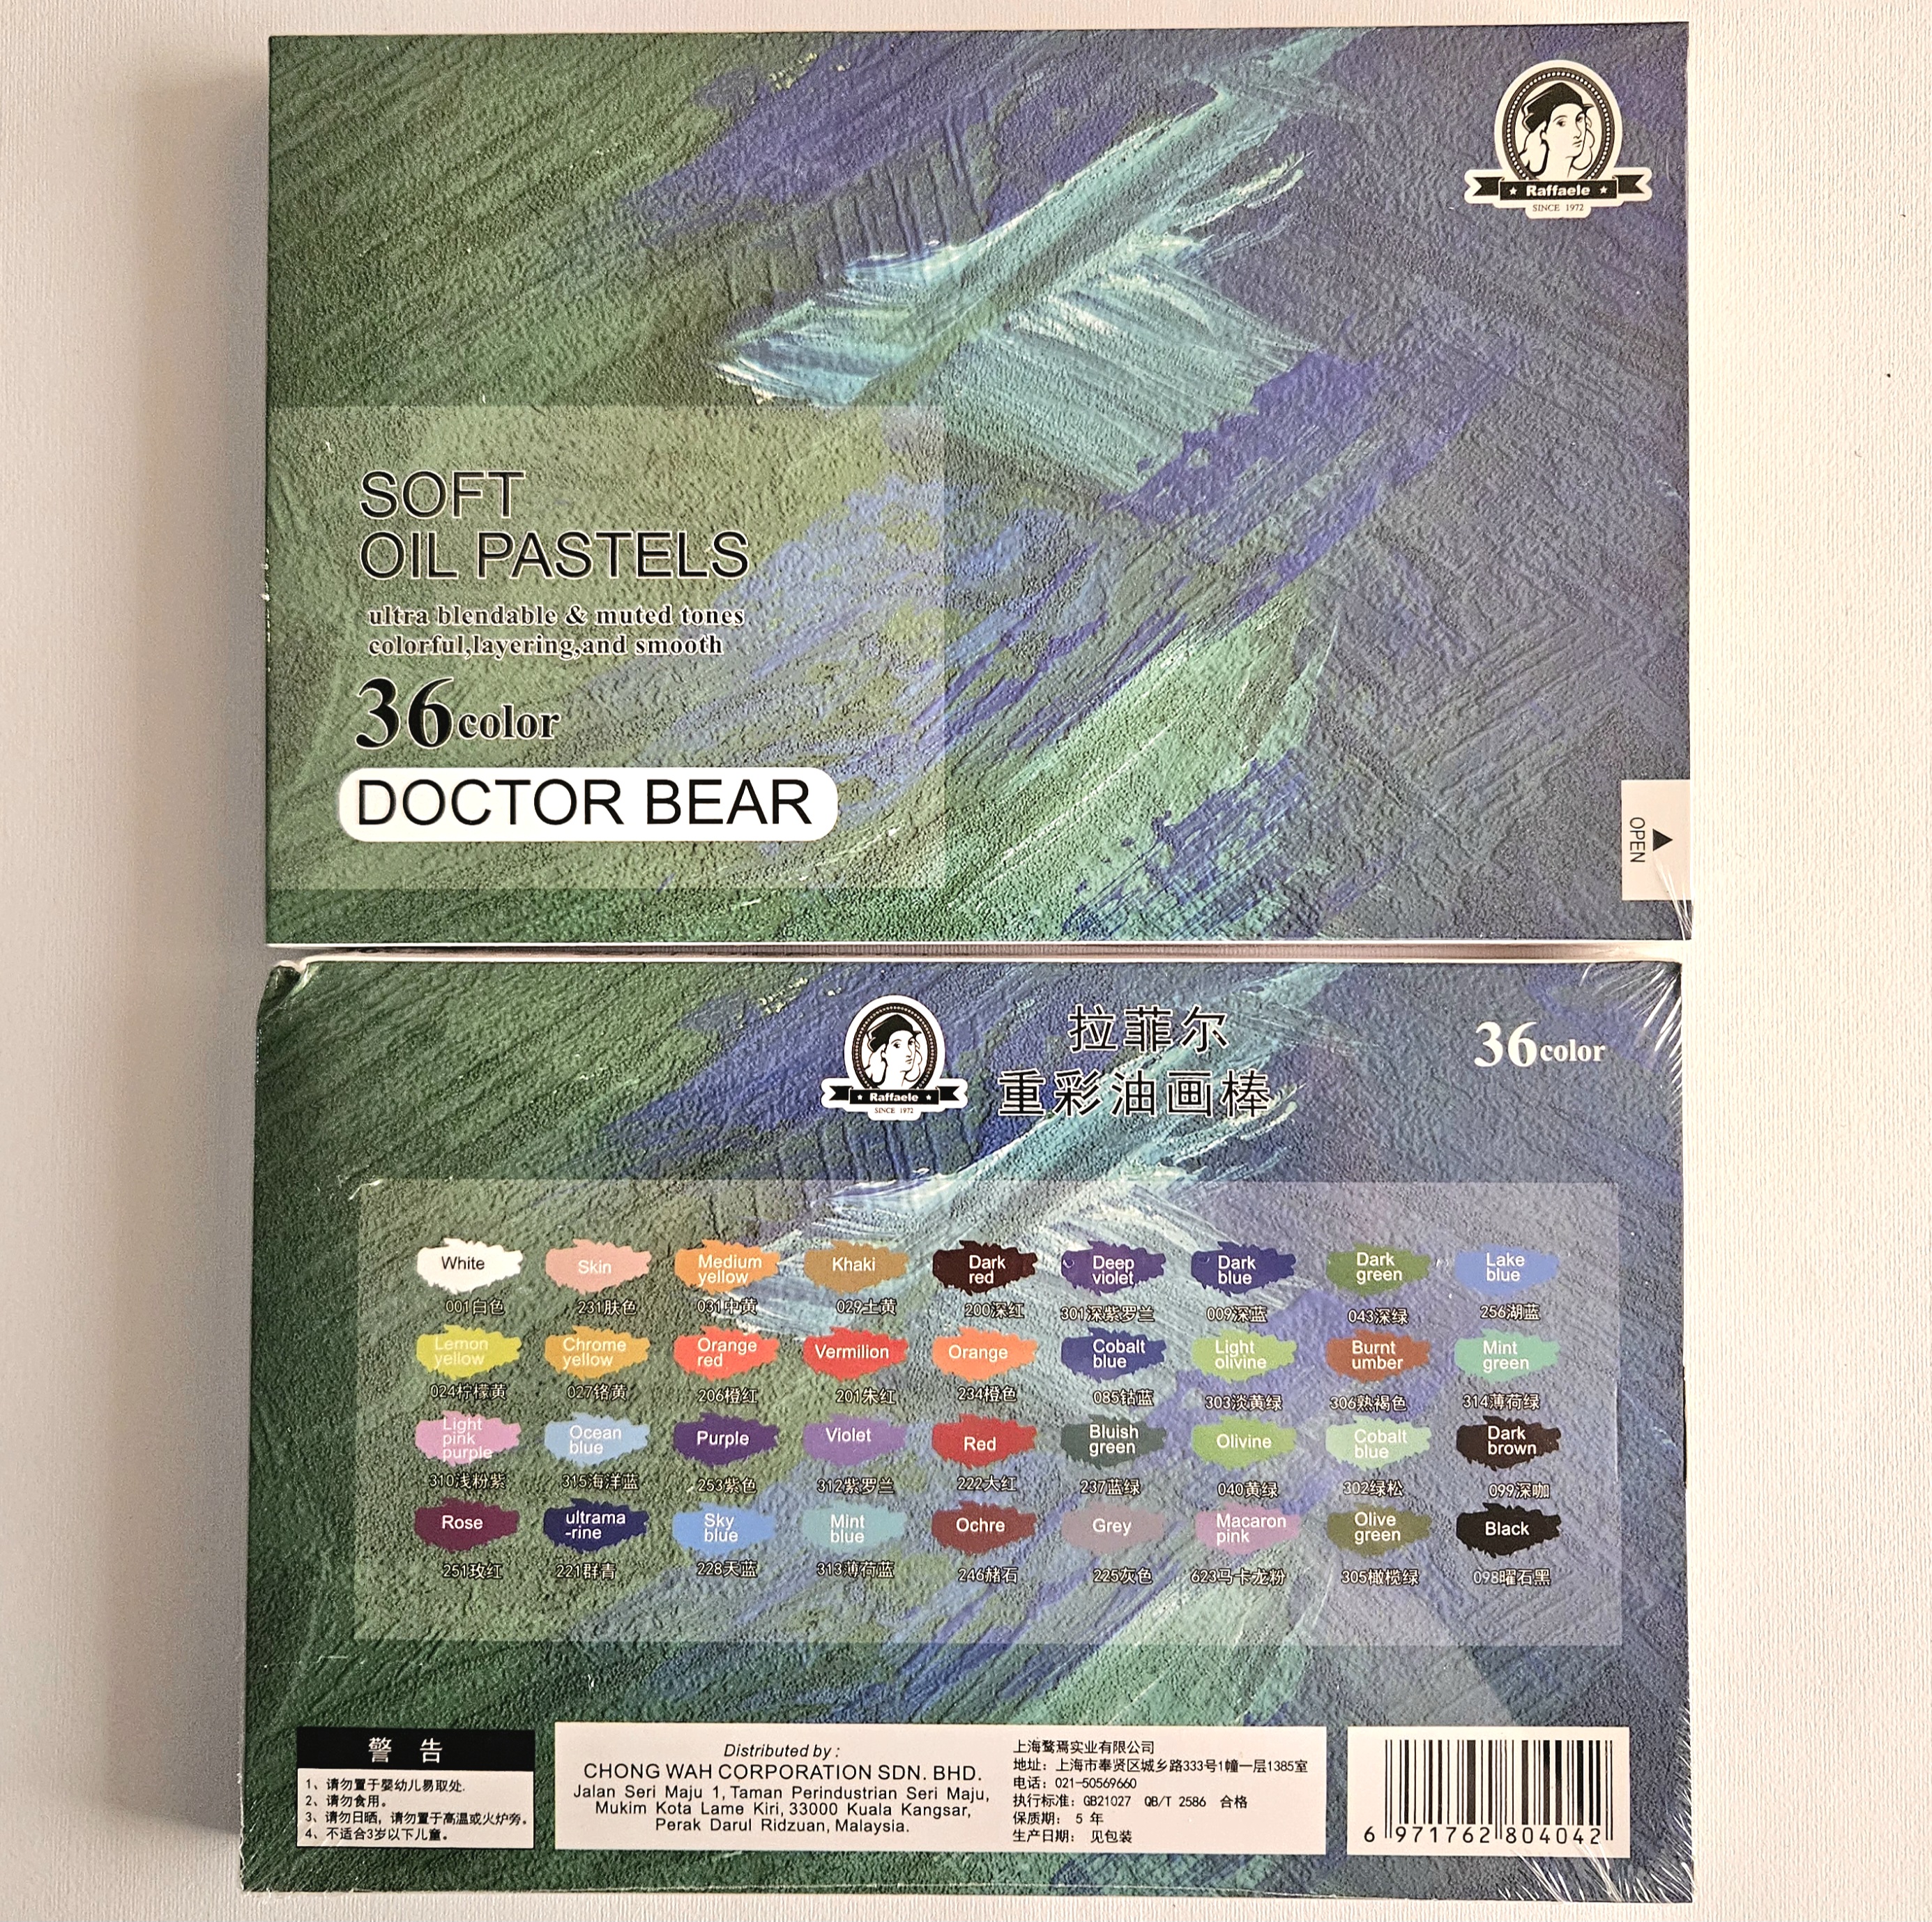 Raffaele
SINCE 1972
SOFT
OIL PASTELS
ultra blendable & muted tones
colorful,layering,and smooth
36color
DOCTOR BEAR
OPEN
Raffaele
SINCE 1972
拉菲尔
重彩油画棒
36color
White
Skin
Medium
yellow
Khaki
Dark
red
Deep
violet
Dark
blue
Dark
green
Lake
blue
001白色
231肤色
031中黄
029土黄
200深红
301深紫罗兰
009深蓝
043深绿
256湖蓝
Lemon
yellow
Chrome
yellow
Orange
red
Vermilion
Orange
Cobalt
blue
Light
olivine
Burnt
umber
Mint
green
024柠檬黄
027铬黄
206橙红
201朱红
234橙色
085钴蓝
303淡黄绿
306熟褐色
314薄荷绿
Light
pink
purple
Ocean
blue
Purple
Violet
Red
Bluish
green
Olivine
Cobalt
blue
Dark
brown
310浅粉紫
315海洋蓝
253紫色
312紫罗兰
222大红
237蓝绿
040黄绿
302绿松
099深咖
Rose
ultrama
-rine
Sky
blue
Mint
blue
Ochre
Grey
Macaron
pink
Olive
green
Black
251玫红
221群青
228天蓝
313薄荷蓝
246赭石
225灰色
623马卡龙粉
305橄榄绿
098曜石黑
警告
1、请勿置于婴幼儿易取处.
2、请勿食用。
3、请勿日晒，请勿置于高温或火炉旁。
4、不适合3岁以下儿童。
Distributed by :
CHONG WAH CORPORATION SDN. BHD.
Jalan Seri Maju 1, Taman Perindustrian Seri Maju,
Mukim Kota Lame Kiri, 33000 Kuala Kangsar,
Perak Darul Ridzuan, Malaysia.
上海鹜焉实业有限公司
地址：上海市奉贤区城乡路333号1幢一层1385室
电话：021-50569660
执行标准：GB21027 QB/T 2586 合格
保质期： 5 年
生产日期： 见包装
6 971762 804042